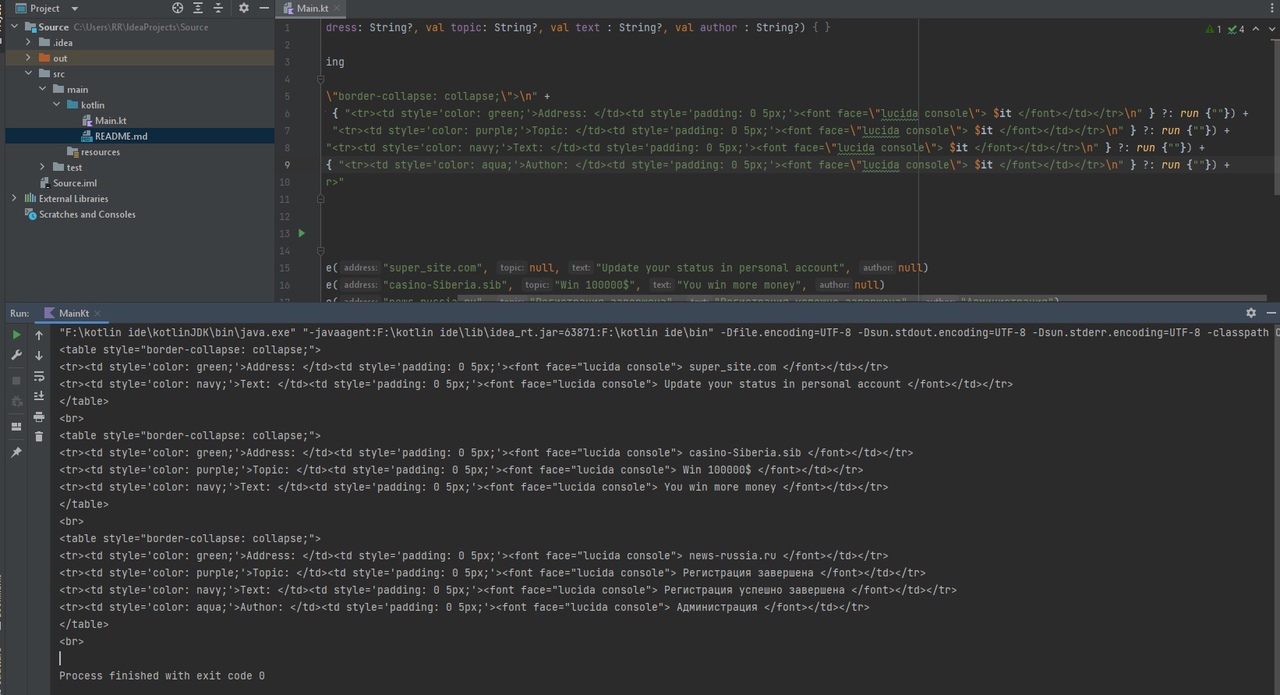 Project
Main.kt
Source C:\Users\RR\IdeaProjects\Source
.idea
out
src
main
kotlin
Main.kt
README.md
resources
test
Source.iml
External Libraries
Scratches and Consoles
1 dress: String?, val topic: String?, val text : String?, val author : String?) { }
1 4
2
3 ing
4
5 \"border-collapse: collapse;\">\n" +
6 { "<tr><td style='color: green;'>Address: </td><td style='padding: 0 5px;'><font face=\"lucida console\"> $it </font></td></tr>\n" } ?: run {""}) +
7 "<tr><td style='color: purple;'>Topic: </td><td style='padding: 0 5px;'><font face=\"lucida console\"> $it </font></td></tr>\n" } ?: run {""}) +
8 "<tr><td style='color: navy;'>Text: </td><td style='padding: 0 5px;'><font face=\"lucida console\"> $it </font></td></tr>\n" } ?: run {""}) +
9 { "<tr><td style='color: aqua;'>Author: </td><td style='padding: 0 5px;'><font face=\"lucida console\"> $it </font></td></tr>\n" } ?: run {""}) +
10 r>"
11
12
13
14
15 e( address: "super_site.com", topic: null, text: "Update your status in personal account", author: null)
16 e( address: "casino-Siberia.sib", topic: "Win 100000$", text: "You win more money", author: null)
Run: MainKt
"F:\kotlin ide\kotlinJDK\bin\java.exe" "-javaagent:F:\kotlin ide\lib\idea_rt.jar=63871:F:\kotlin ide\bin" -Dfile.encoding=UTF-8 -Dsun.stdout.encoding=UTF-8 -Dsun.stderr.encoding=UTF-8 -classpath
<table style="border-collapse: collapse;">
<tr><td style='color: green;'>Address: </td><td style='padding: 0 5px;'><font face="lucida console"> super_site.com </font></td></tr>
<tr><td style='color: navy;'>Text: </td><td style='padding: 0 5px;'><font face="lucida console"> Update your status in personal account </font></td></tr>
</table>
<br>
<table style="border-collapse: collapse;">
<tr><td style='color: green;'>Address: </td><td style='padding: 0 5px;'><font face="lucida console"> casino-Siberia.sib </font></td></tr>
<tr><td style='color: purple;'>Topic: </td><td style='padding: 0 5px;'><font face="lucida console"> Win 100000$ </font></td></tr>
<tr><td style='color: navy;'>Text: </td><td style='padding: 0 5px;'><font face="lucida console"> You win more money </font></td></tr>
</table>
<br>
<table style="border-collapse: collapse;">
<tr><td style='color: green;'>Address: </td><td style='padding: 0 5px;'><font face="lucida console"> news-russia.ru </font></td></tr>
<tr><td style='color: purple;'>Topic: </td><td style='padding: 0 5px;'><font face="lucida console"> Регистрация завершена </font></td></tr>
<tr><td style='color: navy;'>Text: </td><td style='padding: 0 5px;'><font face="lucida console"> Регистрация успешно завершена </font></td></tr>
<tr><td style='color: aqua;'>Author: </td><td style='padding: 0 5px;'><font face="lucida console"> Администрация </font></td></tr>
</table>
<br>
Process finished with exit code 0